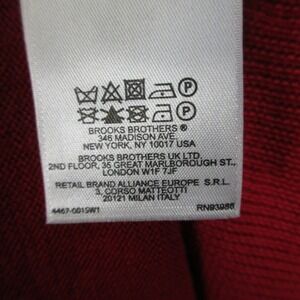 P
P
BROOKS BROTHERS ®
346 MADISON AVE.
NEW YORK, NY 10017 USA
BROOKS BROTHERS UK LTD.
2ND FLOOR, 35 GREAT MARLBOROUGH ST.,
LONDON W1F 7JF
RETAIL BRAND ALLIANCE EUROPE S.R.L.
3, CORSO MATTEOTTI
20121 MILAN ITALY
4467-0015W1 RN93986